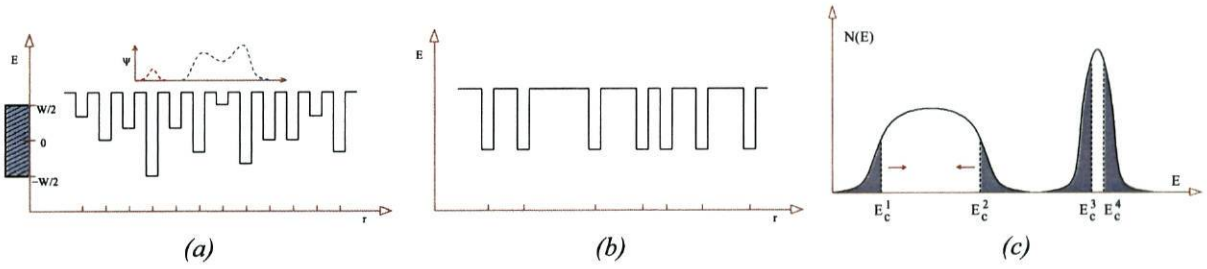 E
ψ
W/2
0
−W/2
r
(a)
E
r
(b)
N(E)
E
E_c^1
E_c^2
E_c^3
E_c^4
(c)